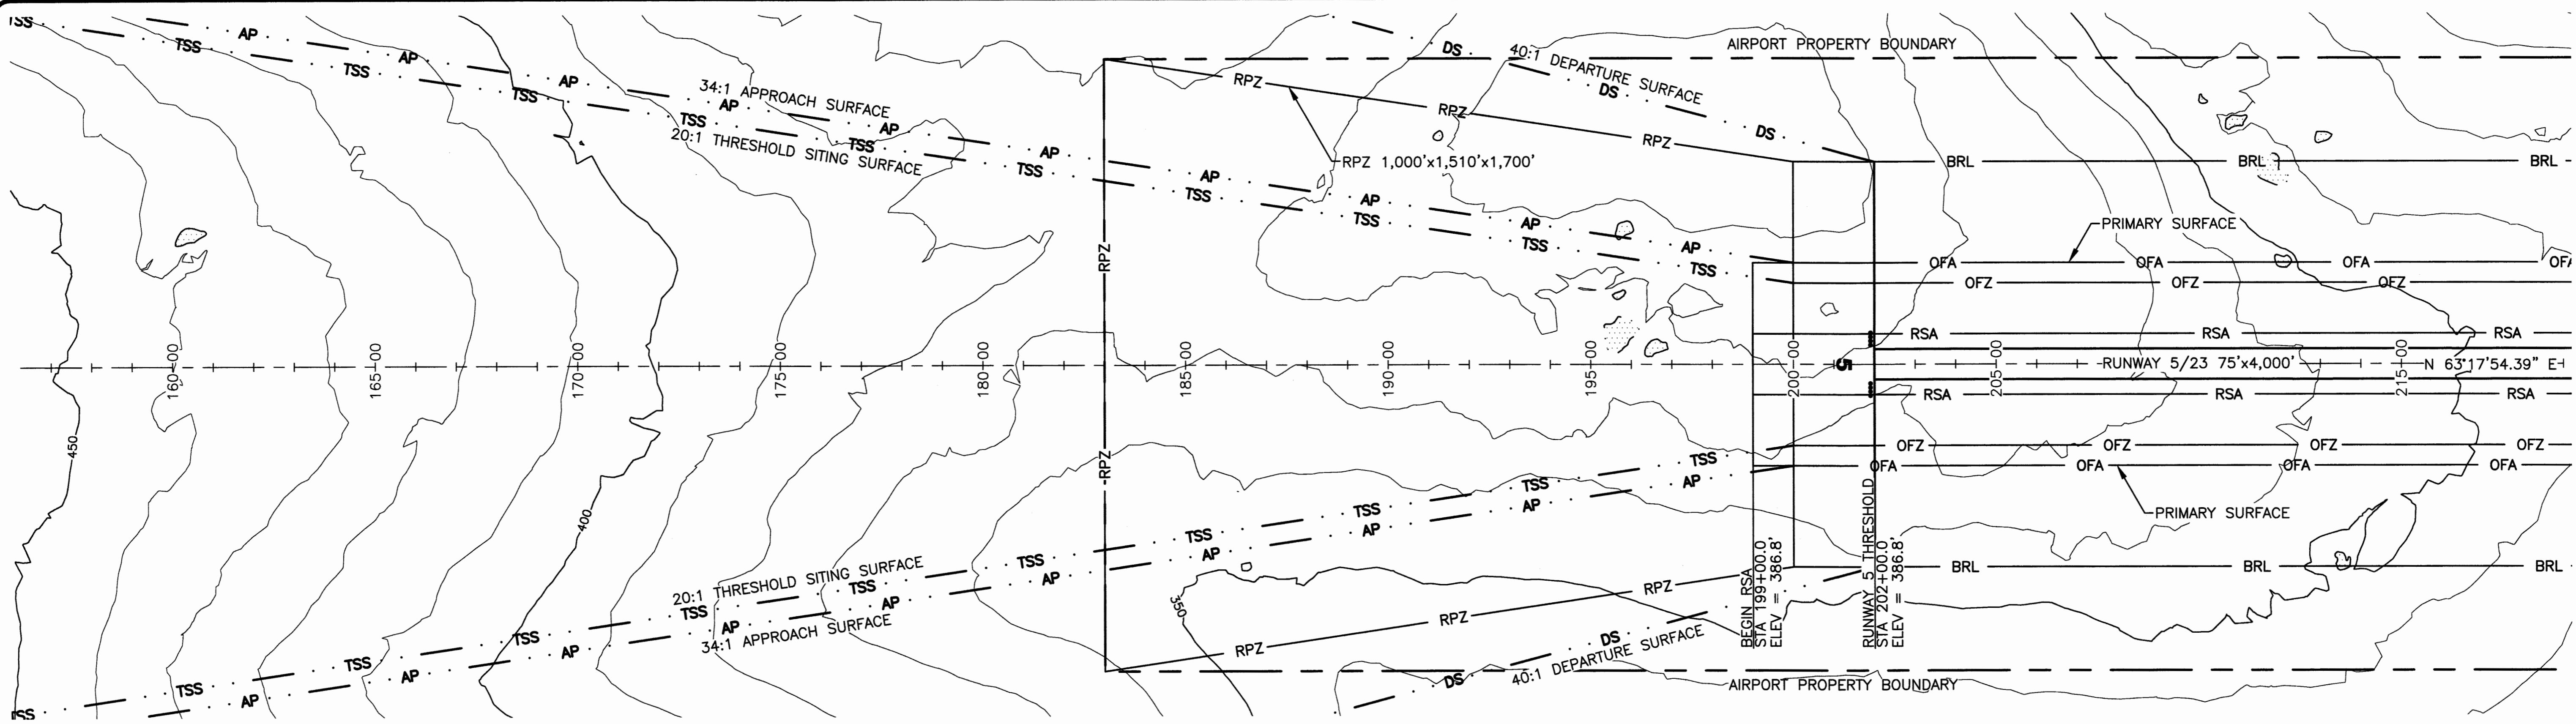 TSS TSS TSS TSS TSS TSS TSS TSS TSS TSS TSS
AP AP AP AP AP AP AP AP AP AP
34:1 APPROACH SURFACE
20:1 THRESHOLD SITING SURFACE
DS DS DS
40:1 DEPARTURE SURFACE
AIRPORT PROPERTY BOUNDARY
RPZ RPZ RPZ
RPZ 1,000'x1,510'x1,700'
BRL BRL BRL
PRIMARY SURFACE
OFA OFA OFA OFA
OFZ OFZ OFZ
RSA RSA RSA
RPZ
160+00 165+00 170+00 175+00 180+00 185+00 190+00 195+00 200+00 205+00 215+00
5
RUNWAY 5/23 75'x4,000'
N 63°17'54.39" E
RSA RSA RSA
RPZ
450
400
350
OFZ OFZ OFZ OFZ
OFA OFA OFA OFA
PRIMARY SURFACE
TSS TSS TSS TSS TSS TSS TSS TSS TSS TSS TSS
AP AP AP AP AP AP AP AP AP AP
20:1 THRESHOLD SITING SURFACE
34:1 APPROACH SURFACE
BEGIN RSA
STA 199+00.0
ELEV = 386.8'
RUNWAY 5 THRESHOLD
STA 202+00.0
ELEV = 386.8'
BRL BRL BRL
RPZ RPZ RPZ
DS DS
40:1 DEPARTURE SURFACE
AIRPORT PROPERTY BOUNDARY